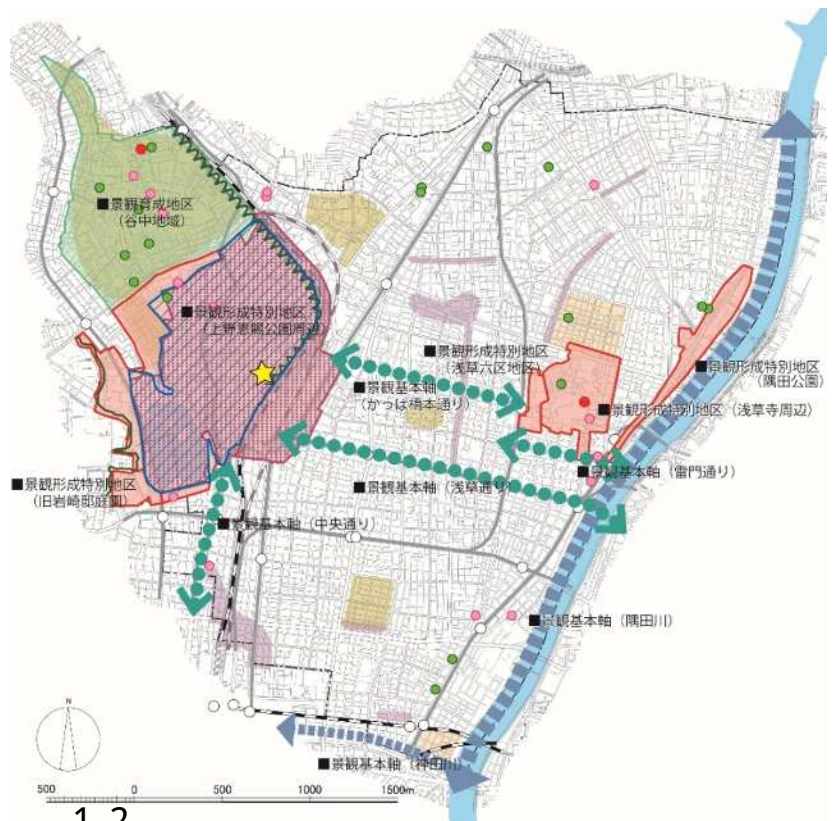 ■景観育成地区
(谷中地域)
■景観形成特別地区
(上野恩賜公園周辺)
■景観形成特別地区
(浅草六区地区)
■景観基本軸
(かっぱ橋本通り)
■景観形成特別地区
(隅田公園)
■景観形成特別地区(浅草寺周辺)
■景観基本軸(雷門通り)
■景観形成特別地区
(旧岩崎邸庭園)
■景観基本軸(浅草通り)
■景観基本軸(中央通り)
■景観基本軸(隅田川)
■景観基本軸(神田川)
N
500 0 500 1000 1500m
1 2